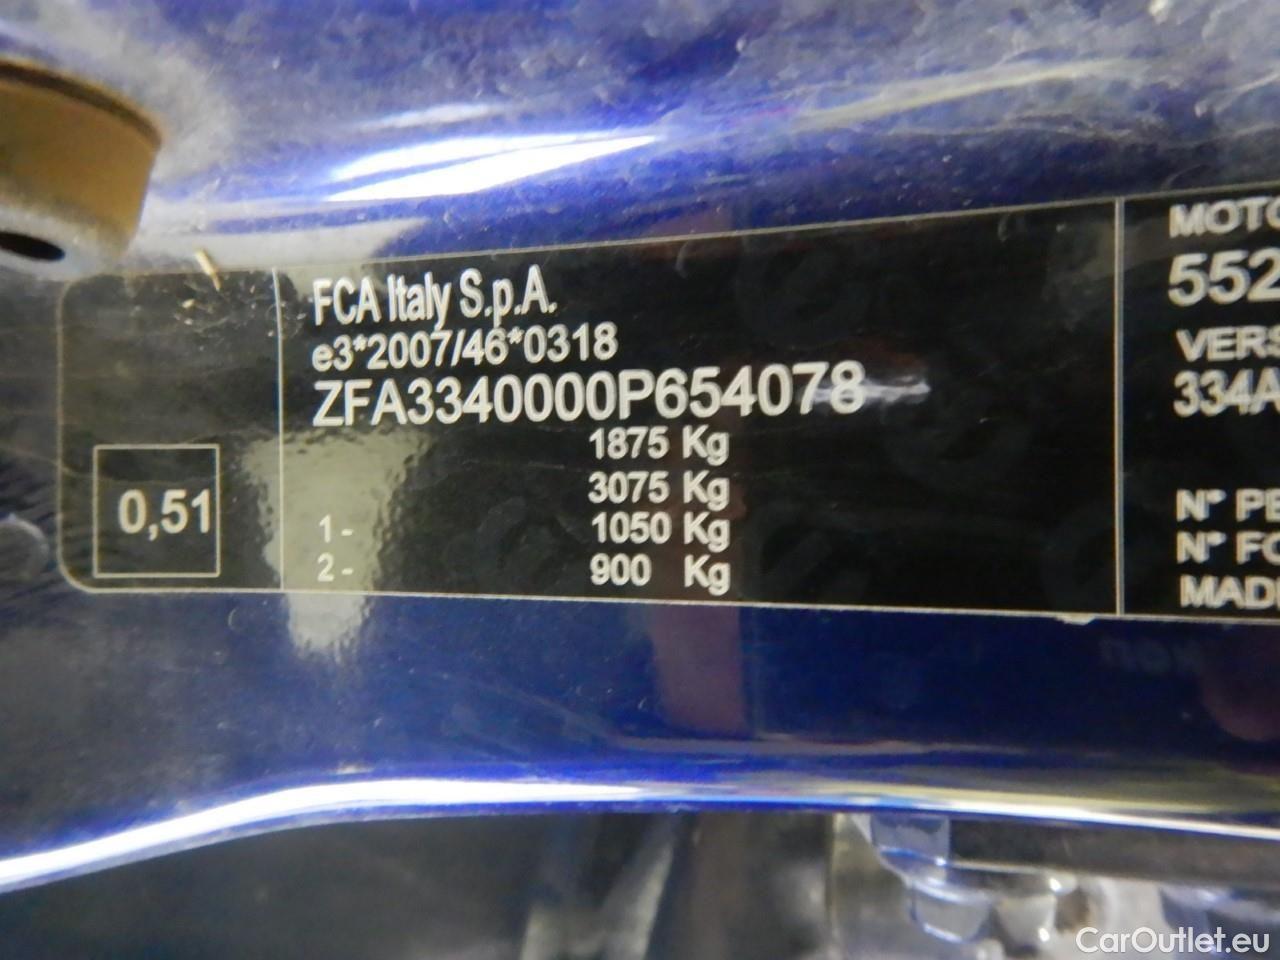 FCA Italy S.p.A.
e3*2007/46*0318
ZFA3340000P654078
1875 Kg
3075 Kg
1- 1050 Kg
2- 900 Kg
0,51
MOTO
552
VERS
334A
N° PE
N° FO
MADE
CarOutlet.eu